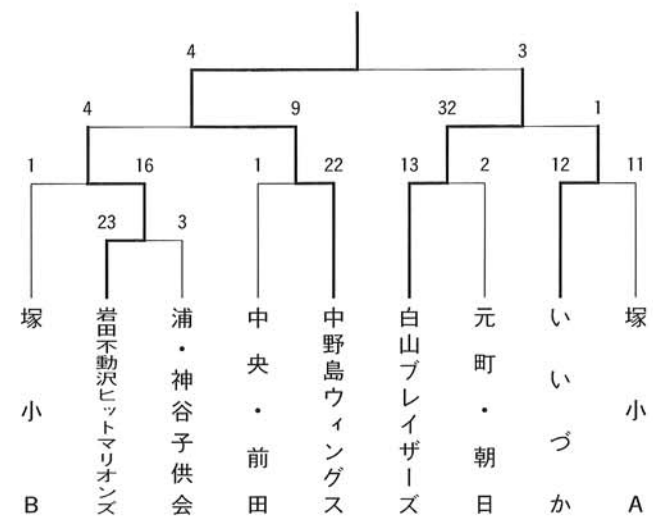 4 3
4 9 32 1
1 16 1 22 13 2 12 11
23 3
塚小B
岩田不動沢ヒットマリオンズ
浦・神谷子供会
中央・前田
中野島ウィングス
白山ブレイザーズ
元町・朝日
いいづか
塚小A